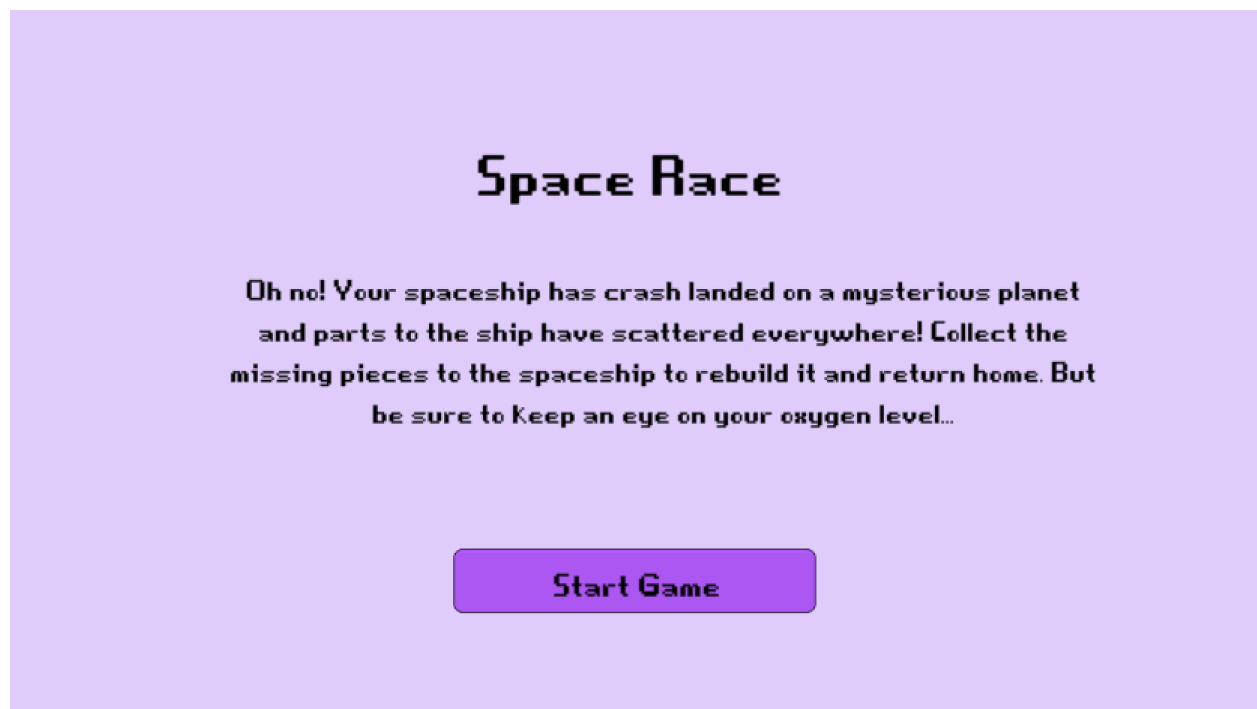 Space Race
Oh no! Your spaceship has crash landed on a mysterious planet
and parts to the ship have scattered everywhere! Collect the
missing pieces to the spaceship to rebuild it and return home. But
be sure to keep an eye on your oxygen level...
Start Game